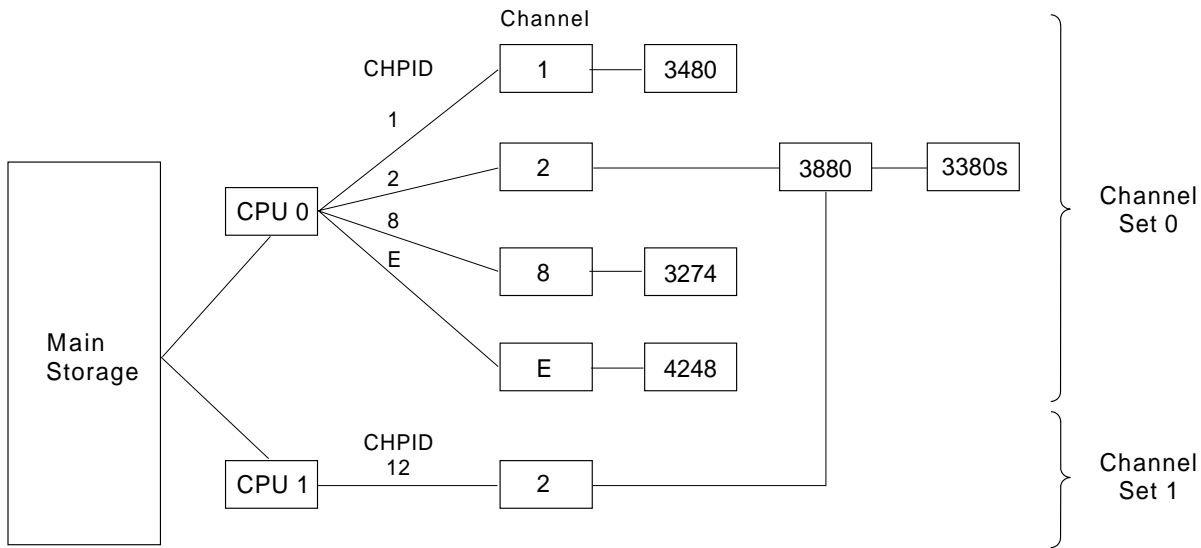 Channel
CHPID
1
3480
1
2
2
3880
3380s
Channel
Set 0
CPU 0
8
E
8
3274
Main
Storage
E
4248
CHPID
12
CPU 1
2
Channel
Set 1